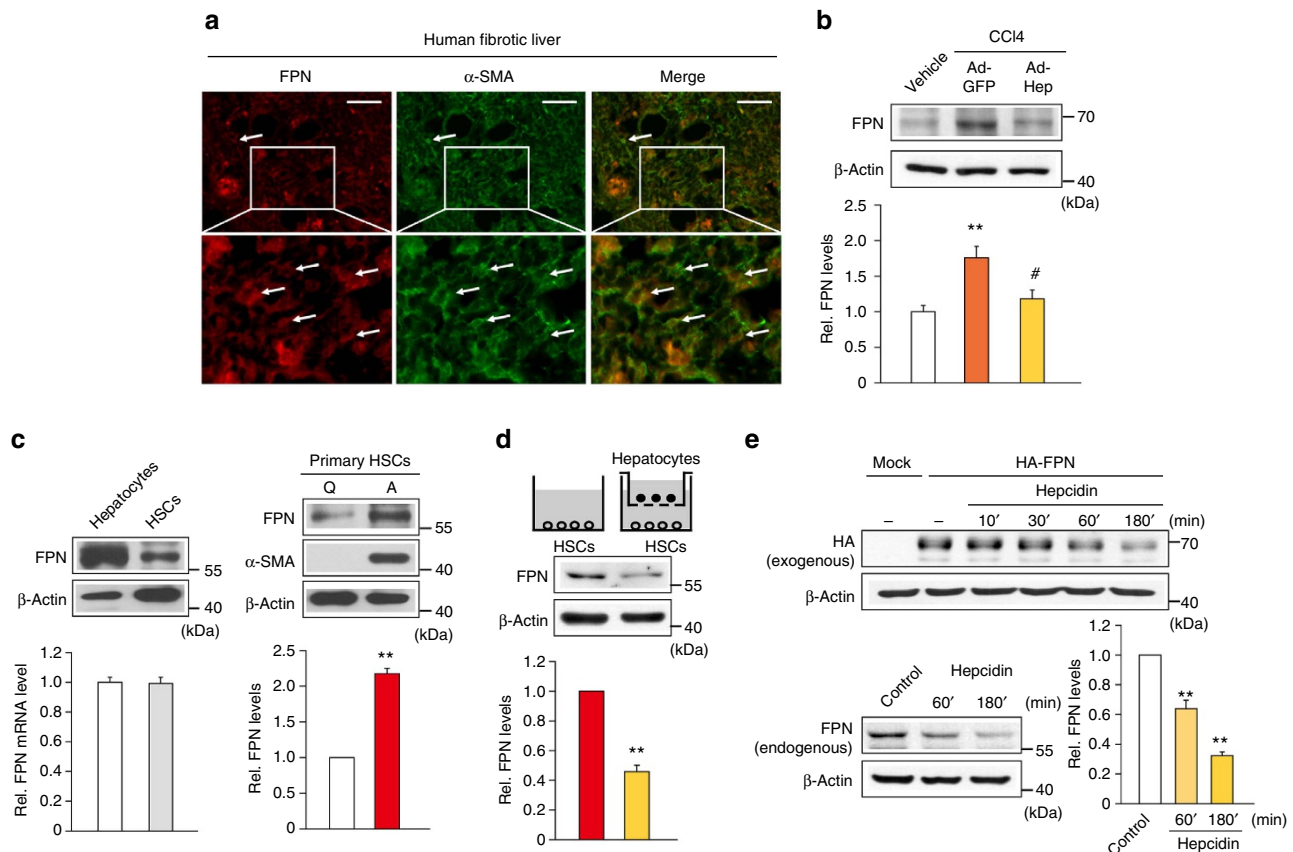 a
Human fibrotic liver
FPN α-SMA Merge
b
CCl4
Vehicle Ad-GFP Ad-Hep
FPN
70
β-Actin
40
(kDa)
2.5
2.0
1.5
1.0
0.5
0
Rel. FPN levels
**
#
c
Hepatocytes HSCs
FPN
55
β-Actin
40
(kDa)
1.2
1.0
0.8
0.6
0.4
0.2
0
Rel. FPN mRNA level
Primary HSCs
Q A
FPN
55
α-SMA
40
β-Actin
40
(kDa)
2.5
2.0
1.5
1.0
0.5
0
Rel. FPN levels
**
d
Hepatocytes
HSCs HSCs
FPN
55
β-Actin
40
(kDa)
1.2
1.0
0.8
0.6
0.4
0.2
0
Rel. FPN levels
**
e
Mock HA-FPN
Hepcidin
– – 10′ 30′ 60′ 180′ (min)
HA
(exogenous)
70
β-Actin
40
(kDa)
Control Hepcidin
60′ 180′ (min)
FPN
(endogenous)
55
β-Actin
40
(kDa)
1.2
1.0
0.8
0.6
0.4
0.2
0
Rel. FPN levels
**
**
Control 60′ 180′ (min)
Hepcidin